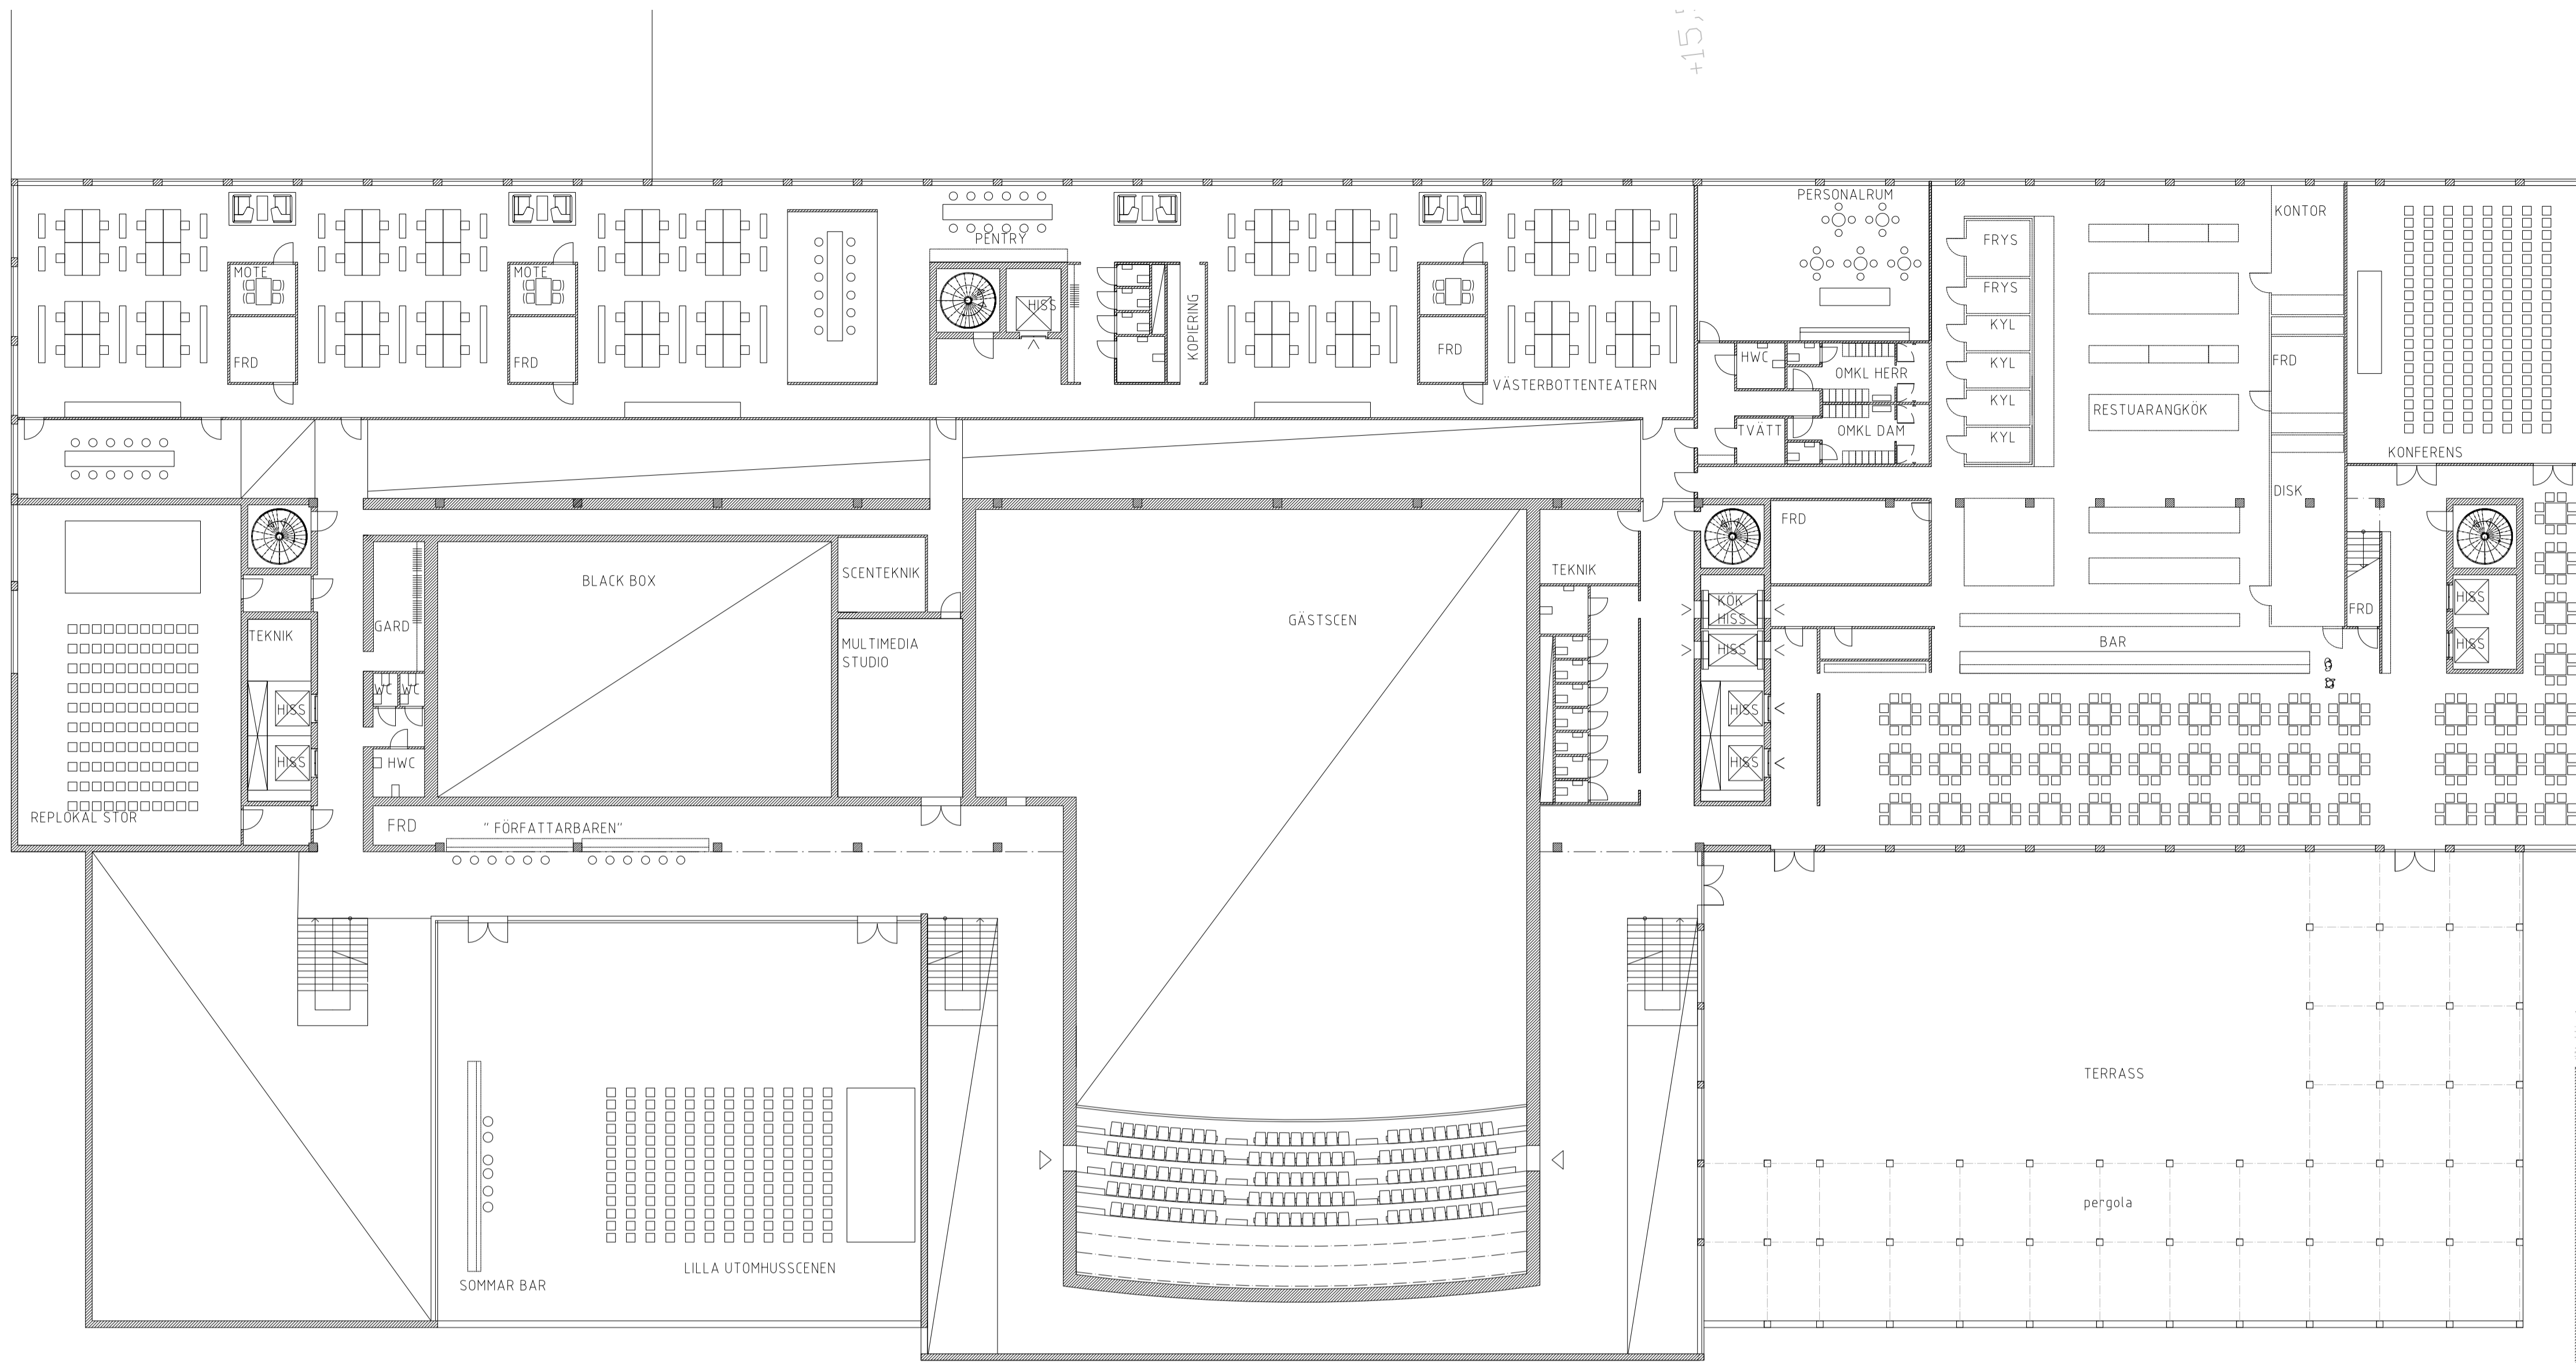 +15,
PERSONALRUM
KONTOR
PENTRY
FRYS
MÖTE
MÖTE
FRYS
HISS
KOPIERING
KYL
FRD
FRD
FRD
HWC
KYL
FRD
OMKL HERR
VÄSTERBOTTENTEATERN
KYL
RESTUARANGKÖK
TVÄTT
OMKL DAM
KYL
KONFERENS
DISK
FRD
BLACK BOX
SCENTEKNIK
TEKNIK
HISS
KÖK
HISS
FRD
GÄSTSCEN
GARD
TEKNIK
MULTIMEDIA
STUDIO
HISS
BAR
HISS
WC
WC
HISS
HISS
HISS
HWC
HISS
REPLOKAL STOR
FRD
" FÖRFATTARBAREN"
TERRASS
pergola
LILLA UTOMHUSSCENEN
SOMMAR BAR